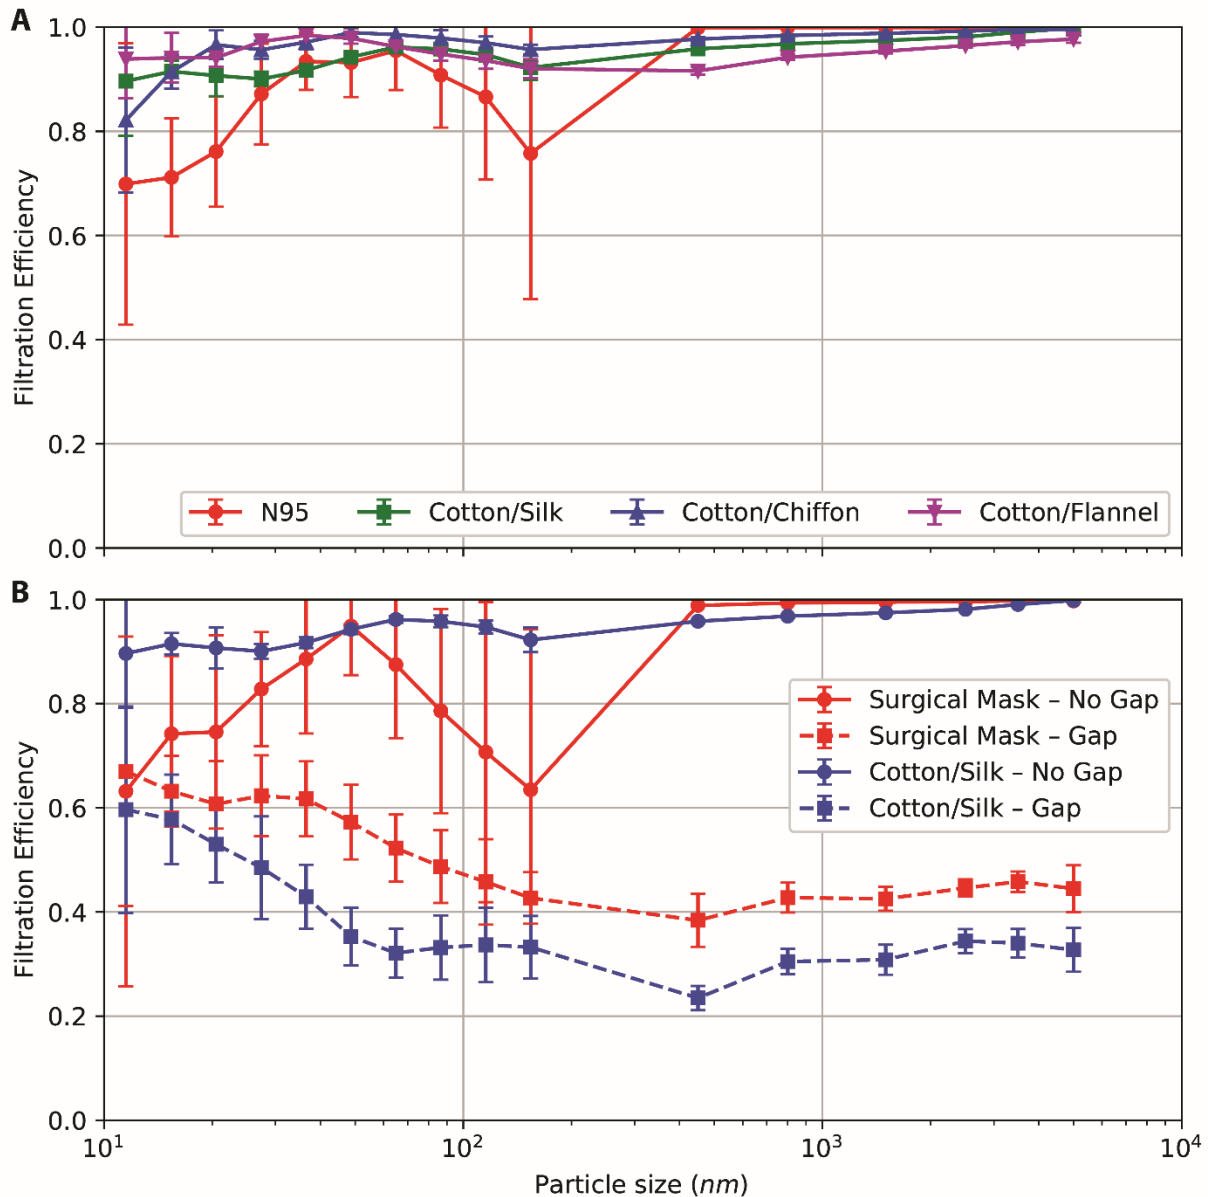 A
1.0
0.8
0.6
0.4
0.2
0.0
Filtration Efficiency
N95 Cotton/Silk Cotton/Chiffon Cotton/Flannel
B
1.0
0.8
0.6
0.4
0.2
0.0
Filtration Efficiency
Surgical Mask – No Gap
Surgical Mask – Gap
Cotton/Silk – No Gap
Cotton/Silk – Gap
10¹ 10² 10³ 10⁴
Particle size (nm)